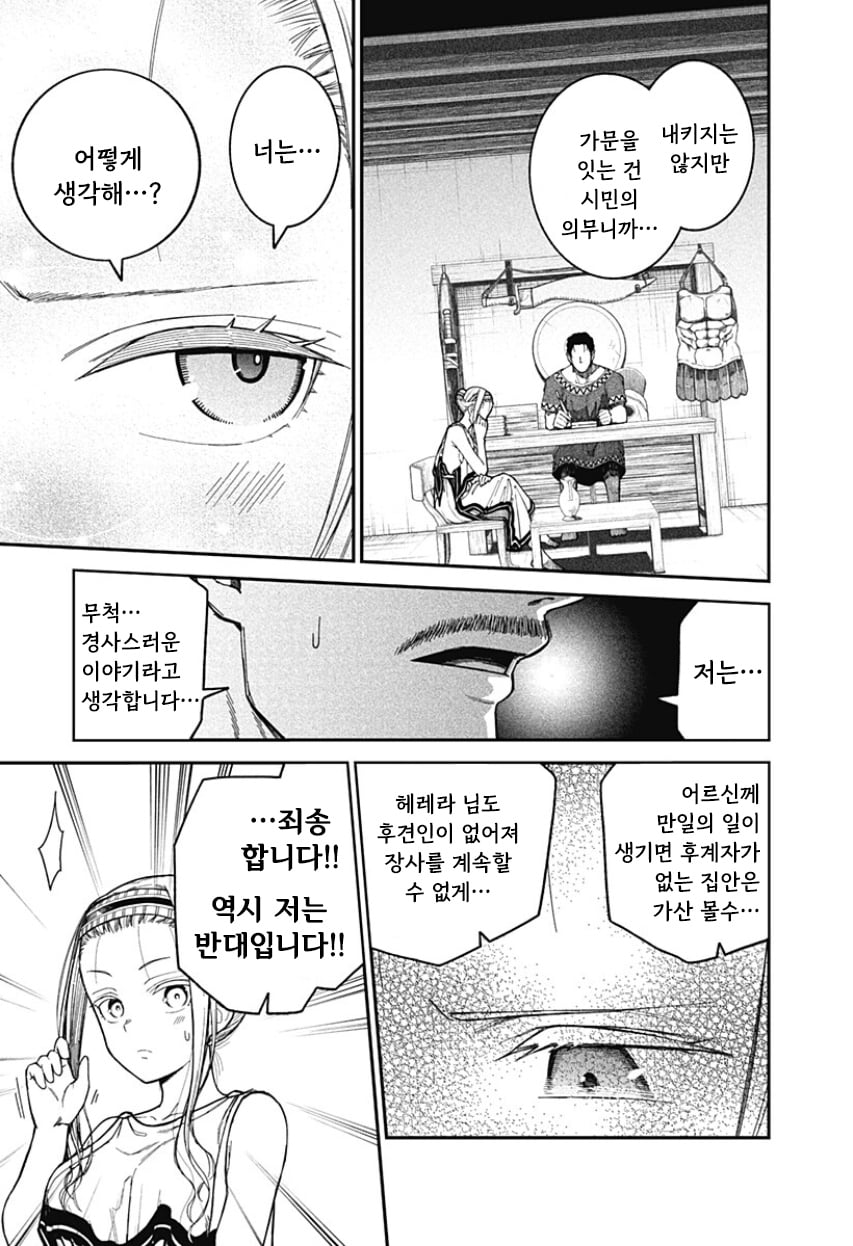 내키지는
않지만
가문을
잇는 건
시민의
의무니까…
너는…
어떻게
생각해…?
저는…
무척…
경사스러운
이야기라고
생각합니다…
어르신께
만일의 일이
생기면 후계자가
없는 집안은
가산 몰수…
헤레라 님도
후견인이 없어져
장사를 계속할
수 없게…
…죄송
합니다!!
역시 저는
반대입니다!!